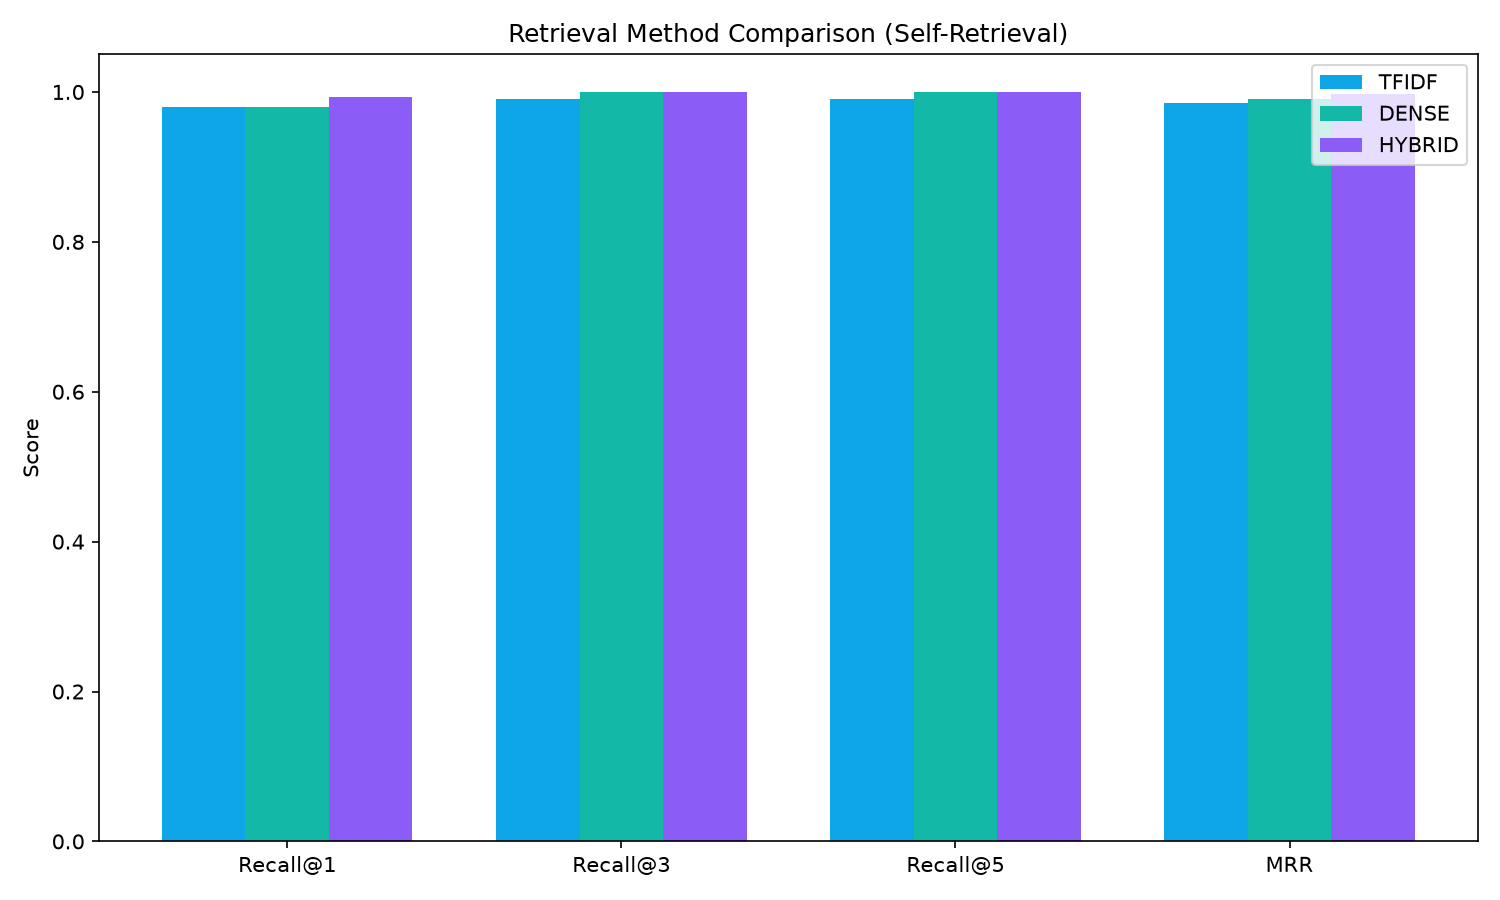 Retrieval Method Comparison (Self-Retrieval)
TFIDF
DENSE
HYBRID
1.0
0.8
0.6
0.4
0.2
0.0
Score
Recall@1
Recall@3
Recall@5
MRR